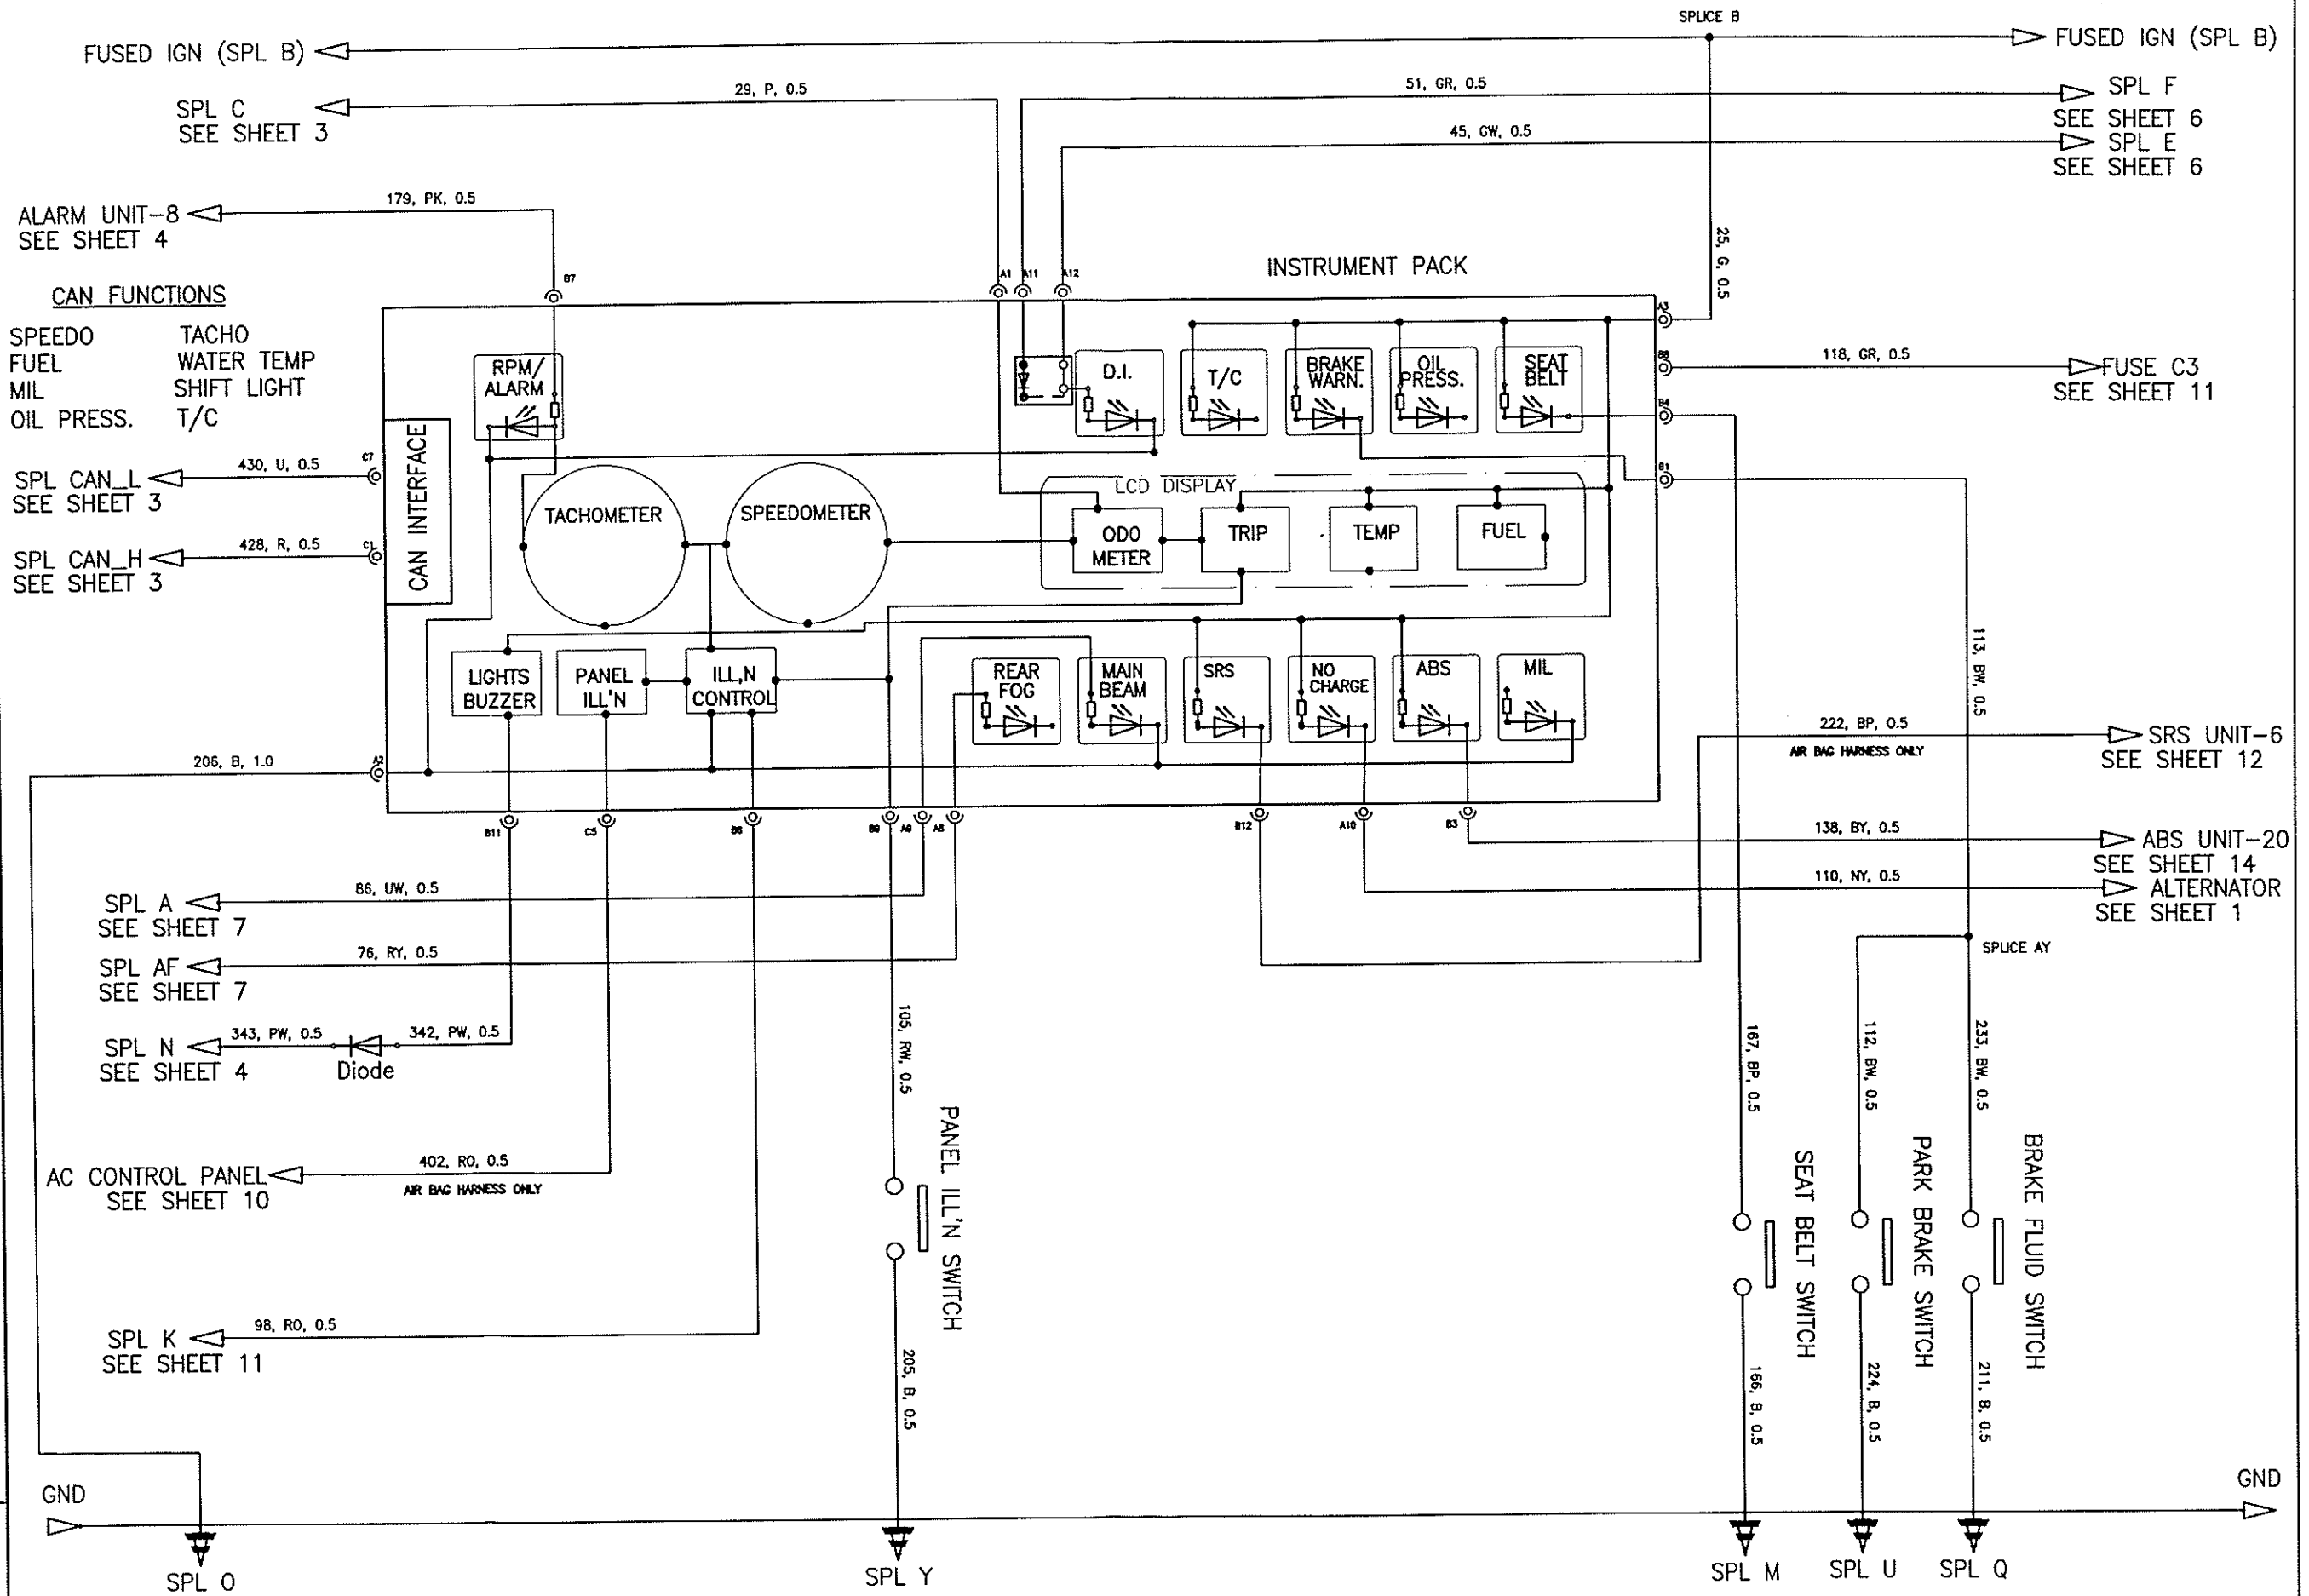 SPLICE B
FUSED IGN (SPL B)
FUSED IGN (SPL B)
SPL C
SEE SHEET 3
29, P, 0.5
51, GR, 0.5
SPL F
SEE SHEET 6
45, GW, 0.5
SPL E
SEE SHEET 6
ALARM UNIT-8
SEE SHEET 4
179, PK, 0.5
25, G, 0.5
B7
A1
A11
A12
INSTRUMENT PACK
CAN FUNCTIONS
SPEEDO TACHO
FUEL WATER TEMP
MIL SHIFT LIGHT
OIL PRESS. T/C
A3
RPM/
ALARM
D.I.
T/C
BRAKE
WARN.
OIL
PRESS.
SEAT
BELT
B8
118, GR, 0.5
FUSE C3
SEE SHEET 11
B4
CAN INTERFACE
SPL CAN_L
SEE SHEET 3
430, U, 0.5
C7
SPL CAN_H
SEE SHEET 3
428, R, 0.5
C1
B1
TACHOMETER
SPEEDOMETER
LCD DISPLAY
ODO
METER
TRIP
TEMP
FUEL
113, BW, 0.5
LIGHTS
BUZZER
PANEL
ILL'N
ILL,N
CONTROL
REAR
FOG
MAIN
BEAM
SRS
NO
CHARGE
ABS
MIL
206, B, 1.0
A2
222, BP, 0.5
AIR BAG HARNESS ONLY
SRS UNIT-6
SEE SHEET 12
B11
C5
B6
B9
A9
A8
B12
A10
B3
138, BY, 0.5
ABS UNIT-20
SEE SHEET 14
110, NY, 0.5
ALTERNATOR
SEE SHEET 1
SPL A
SEE SHEET 7
86, UW, 0.5
SPL AF
SEE SHEET 7
76, RY, 0.5
SPLICE AY
SPL N
SEE SHEET 4
343, PW, 0.5
Diode
342, PW, 0.5
105, RW, 0.5
167, BP, 0.5
112, BW, 0.5
233, BW, 0.5
AC CONTROL PANEL
SEE SHEET 10
402, RO, 0.5
AIR BAG HARNESS ONLY
PANEL ILL'N SWITCH
SEAT BELT SWITCH
PARK BRAKE SWITCH
BRAKE FLUID SWITCH
SPL K
SEE SHEET 11
98, RO, 0.5
205, B, 0.5
166, B, 0.5
224, B, 0.5
211, B, 0.5
GND
GND
SPL O
SPL Y
SPL M
SPL U
SPL Q